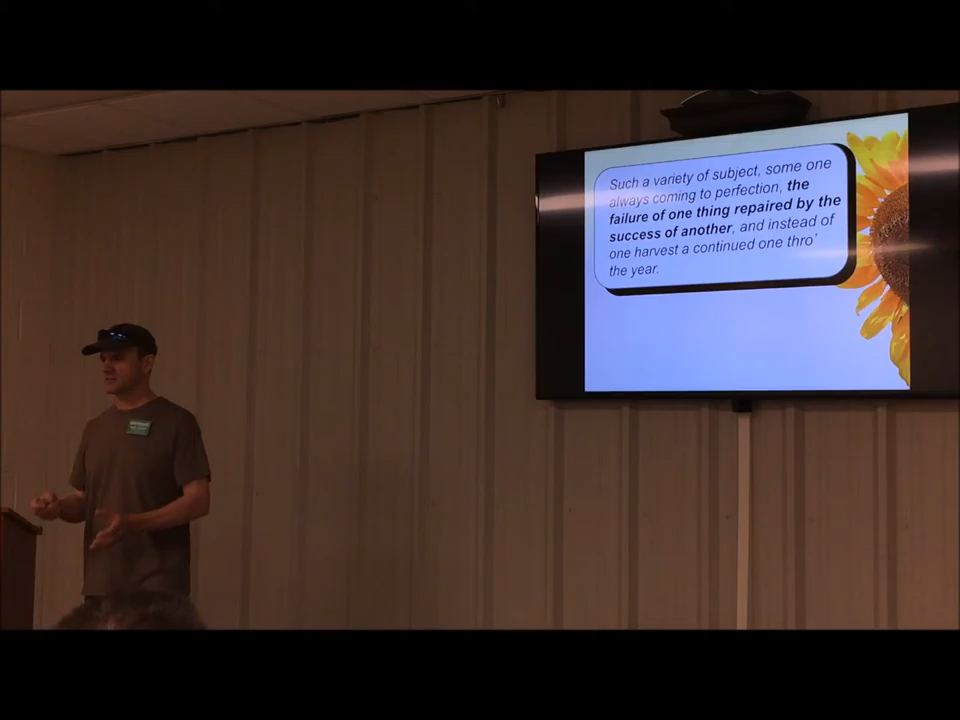 Such a variety of subject, some one
always coming to perfection, the
failure of one thing repaired by the
success of another, and instead of
one harvest a continued one thro'
the year.